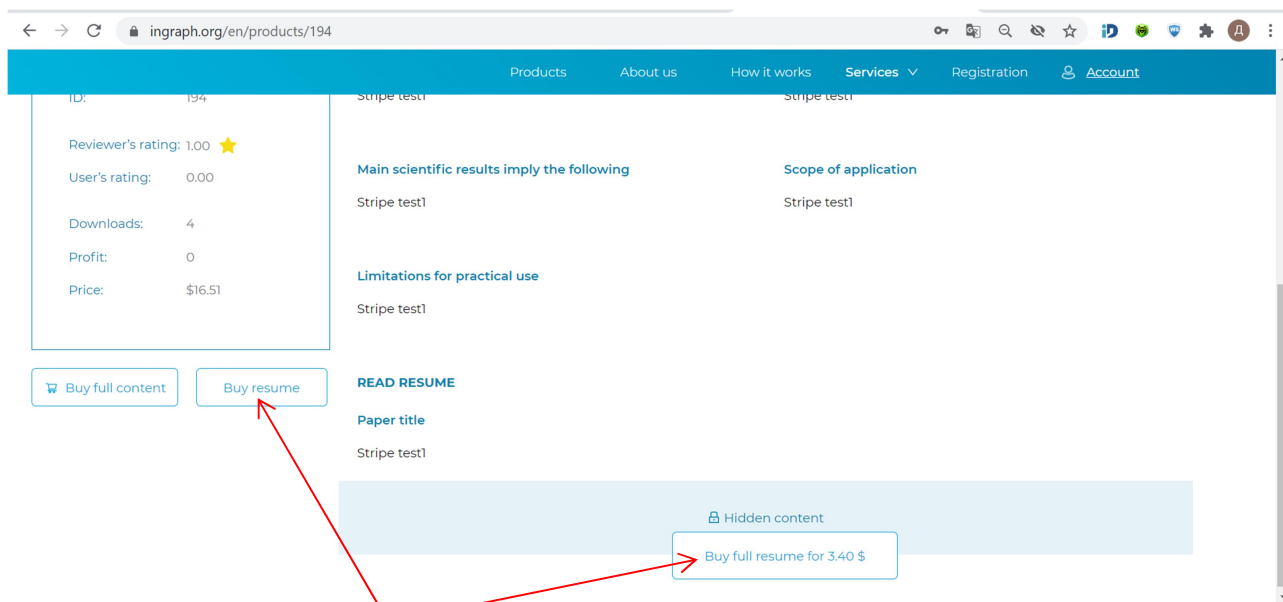 ingraph.org/en/products/194
Products About us How it works Services Registration Account
ID: 194
Reviewer's rating: 1.00
User's rating: 0.00
Downloads: 4
Profit: 0
Price: $16.51
Buy full content Buy resume
Stripe test1 Stripe test1
Main scientific results imply the following Scope of application
Stripe test1 Stripe test1
Limitations for practical use
Stripe test1
READ RESUME
Paper title
Stripe test1
Hidden content
Buy full resume for 3.40 $